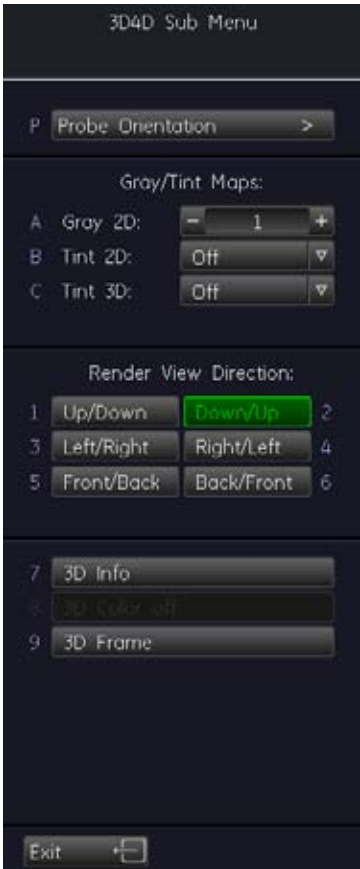 3D4D Sub Menu
P Probe Orientation >
Gray/Tint Maps:
A Gray 2D: - 1 +
B Tint 2D: Off
C Tint 3D: Off
Render View Direction:
1 Up/Down Down/Up 2
3 Left/Right Right/Left 4
5 Front/Back Back/Front 6
7 3D Info
8 3D Color off
9 3D Frame
Exit